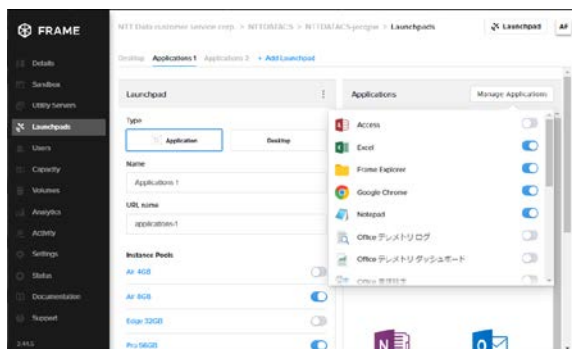 FRAME
NTT Data customer service corp. > NTTDATACS > NTTDATACS-people > Launchpads
Launchpad
AF
Desktop Applications 1 Applications 2 + Add Launchpad
Details
Sandbox
Utility Servers
Launchpads
Users
Capacity
Volumes
Analytics
Activity
Settings
Status
Documentation
Support
Launchpad
Type
Application
Desktop
Name
Applications 1
URL name
applications-1
Instance Pools
Air 4GB
Air 8GB
Edge 32GB
Pro 56GB
Applications
Manage Applications
Access
Excel
Frame Explorer
Google Chrome
Notepad
Office テレメトリ ログ
Office テレメトリ ダッシュボード